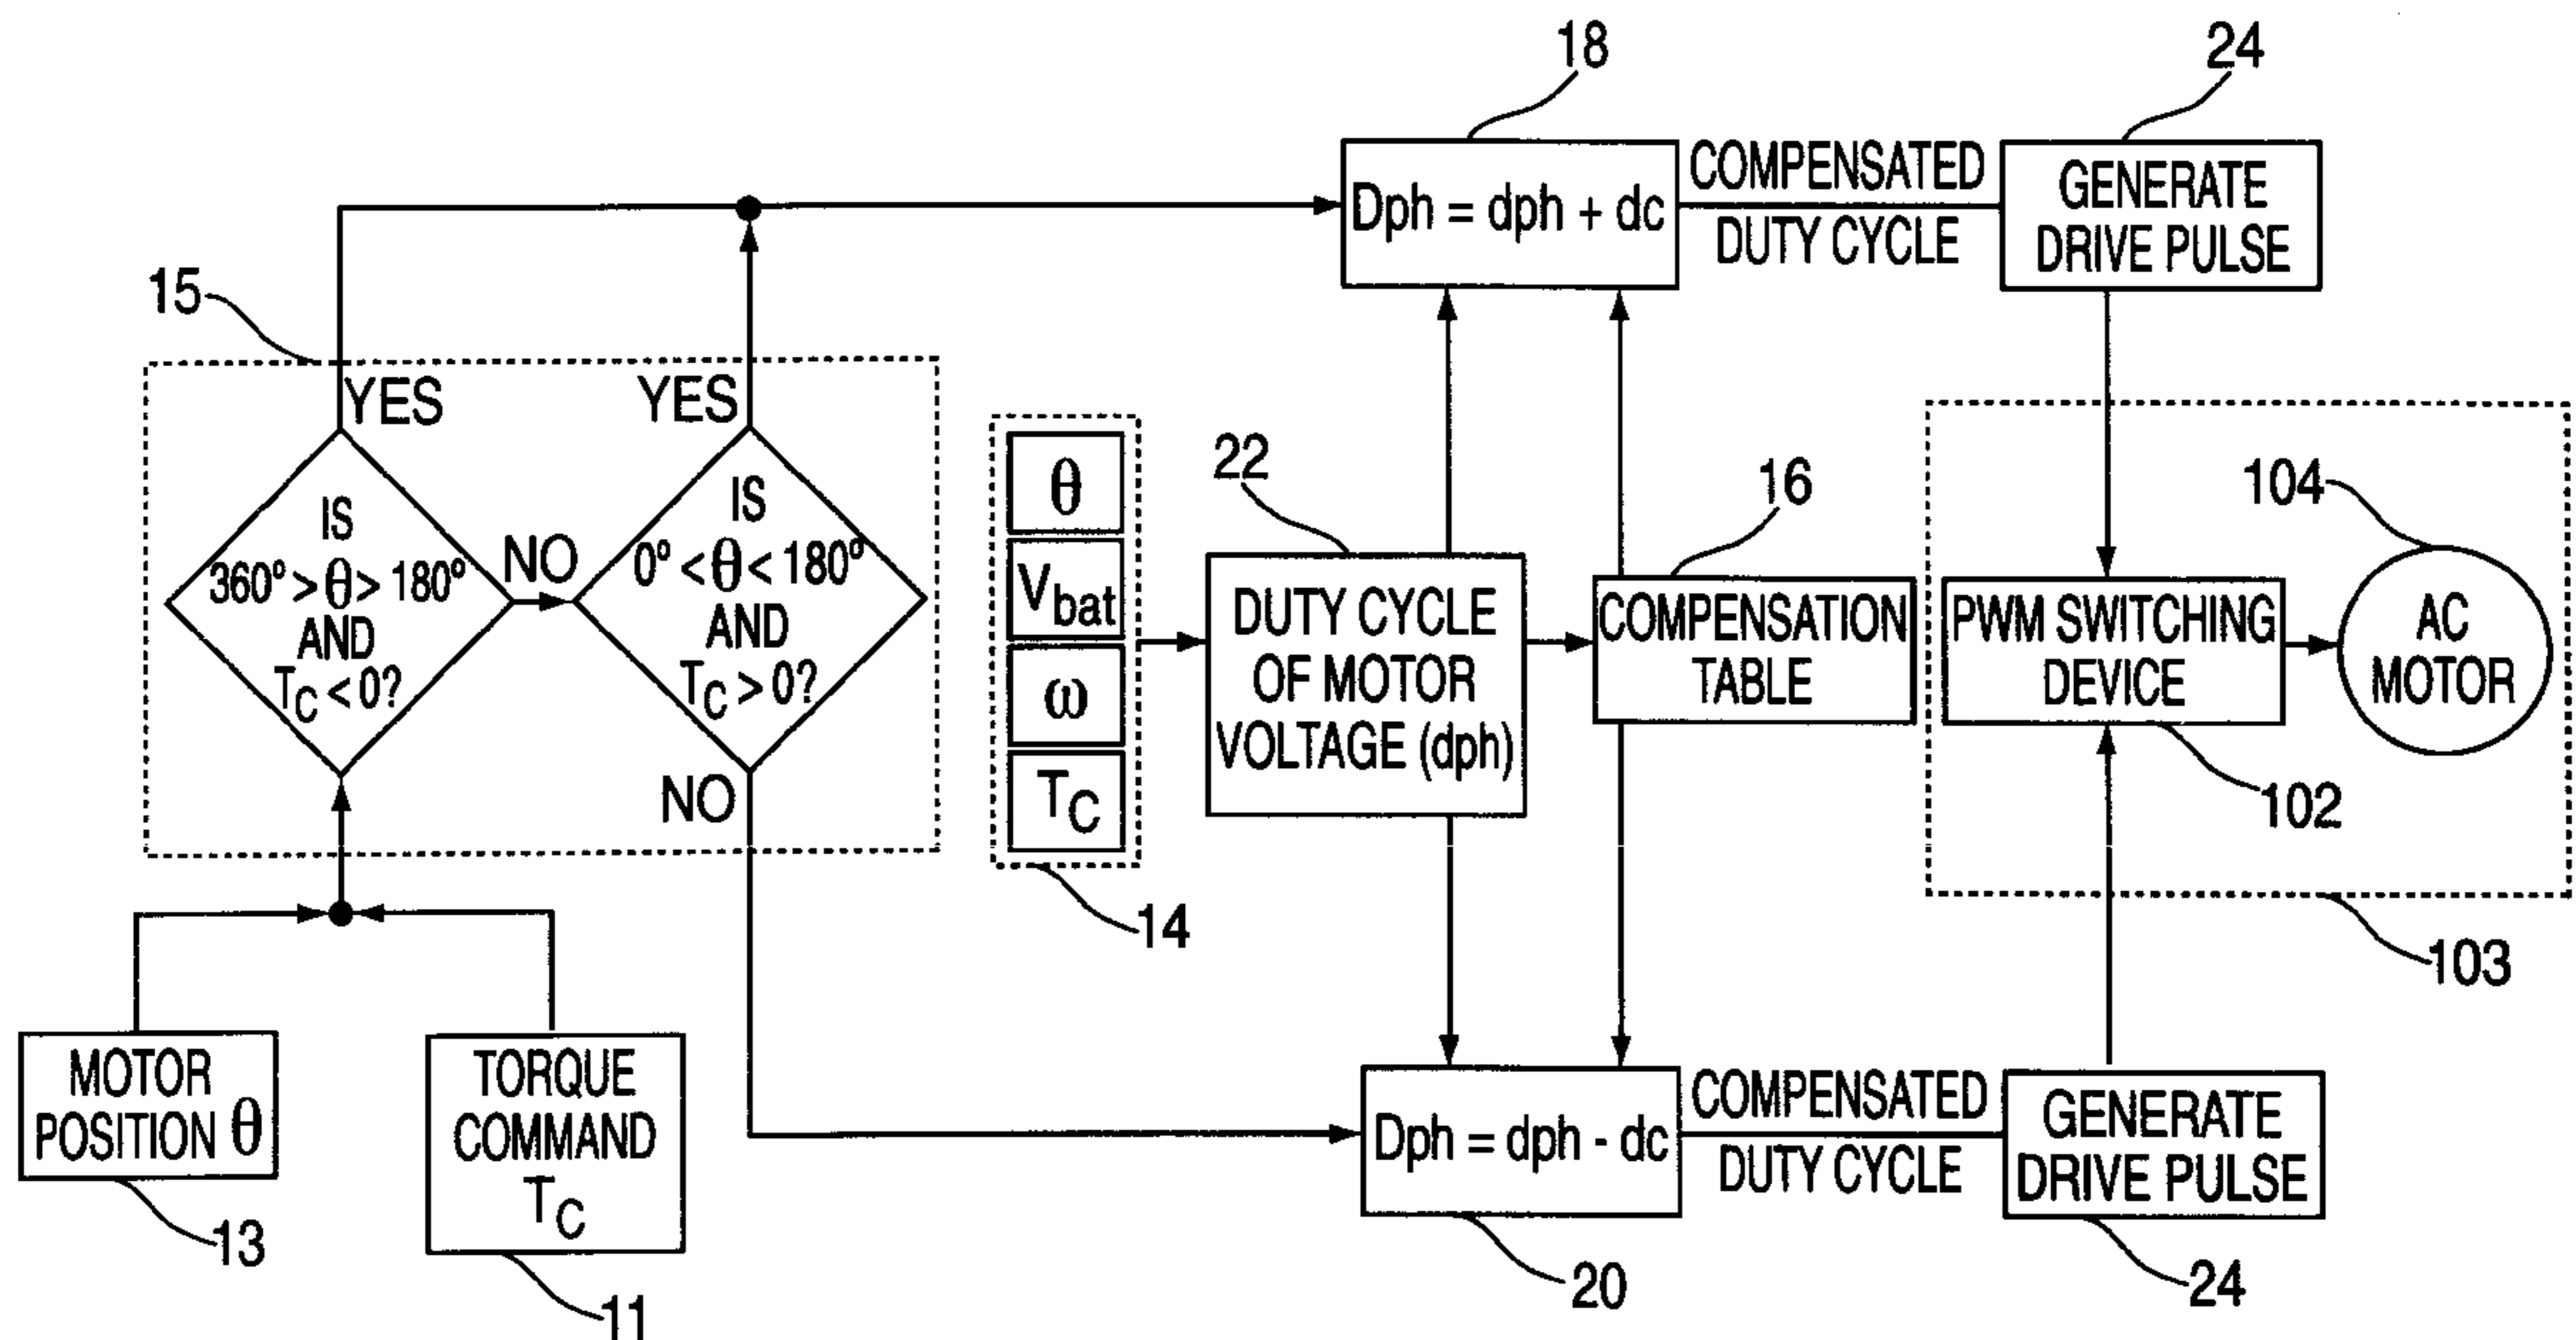 18
24
Dph = dph + dc
COMPENSATED
DUTY CYCLE
GENERATE
DRIVE PULSE
15
YES
YES
IS
360° > θ > 180°
AND
TC < 0?
NO
IS
0° < θ < 180°
AND
TC > 0?
NO
θ
Vbat
ω
TC
14
22
DUTY CYCLE
OF MOTOR
VOLTAGE (dph)
16
COMPENSATION
TABLE
104
PWM SWITCHING
DEVICE
AC
MOTOR
102
103
MOTOR
POSITION θ
13
TORQUE
COMMAND
TC
11
Dph = dph - dc
COMPENSATED
DUTY CYCLE
GENERATE
DRIVE PULSE
20
24